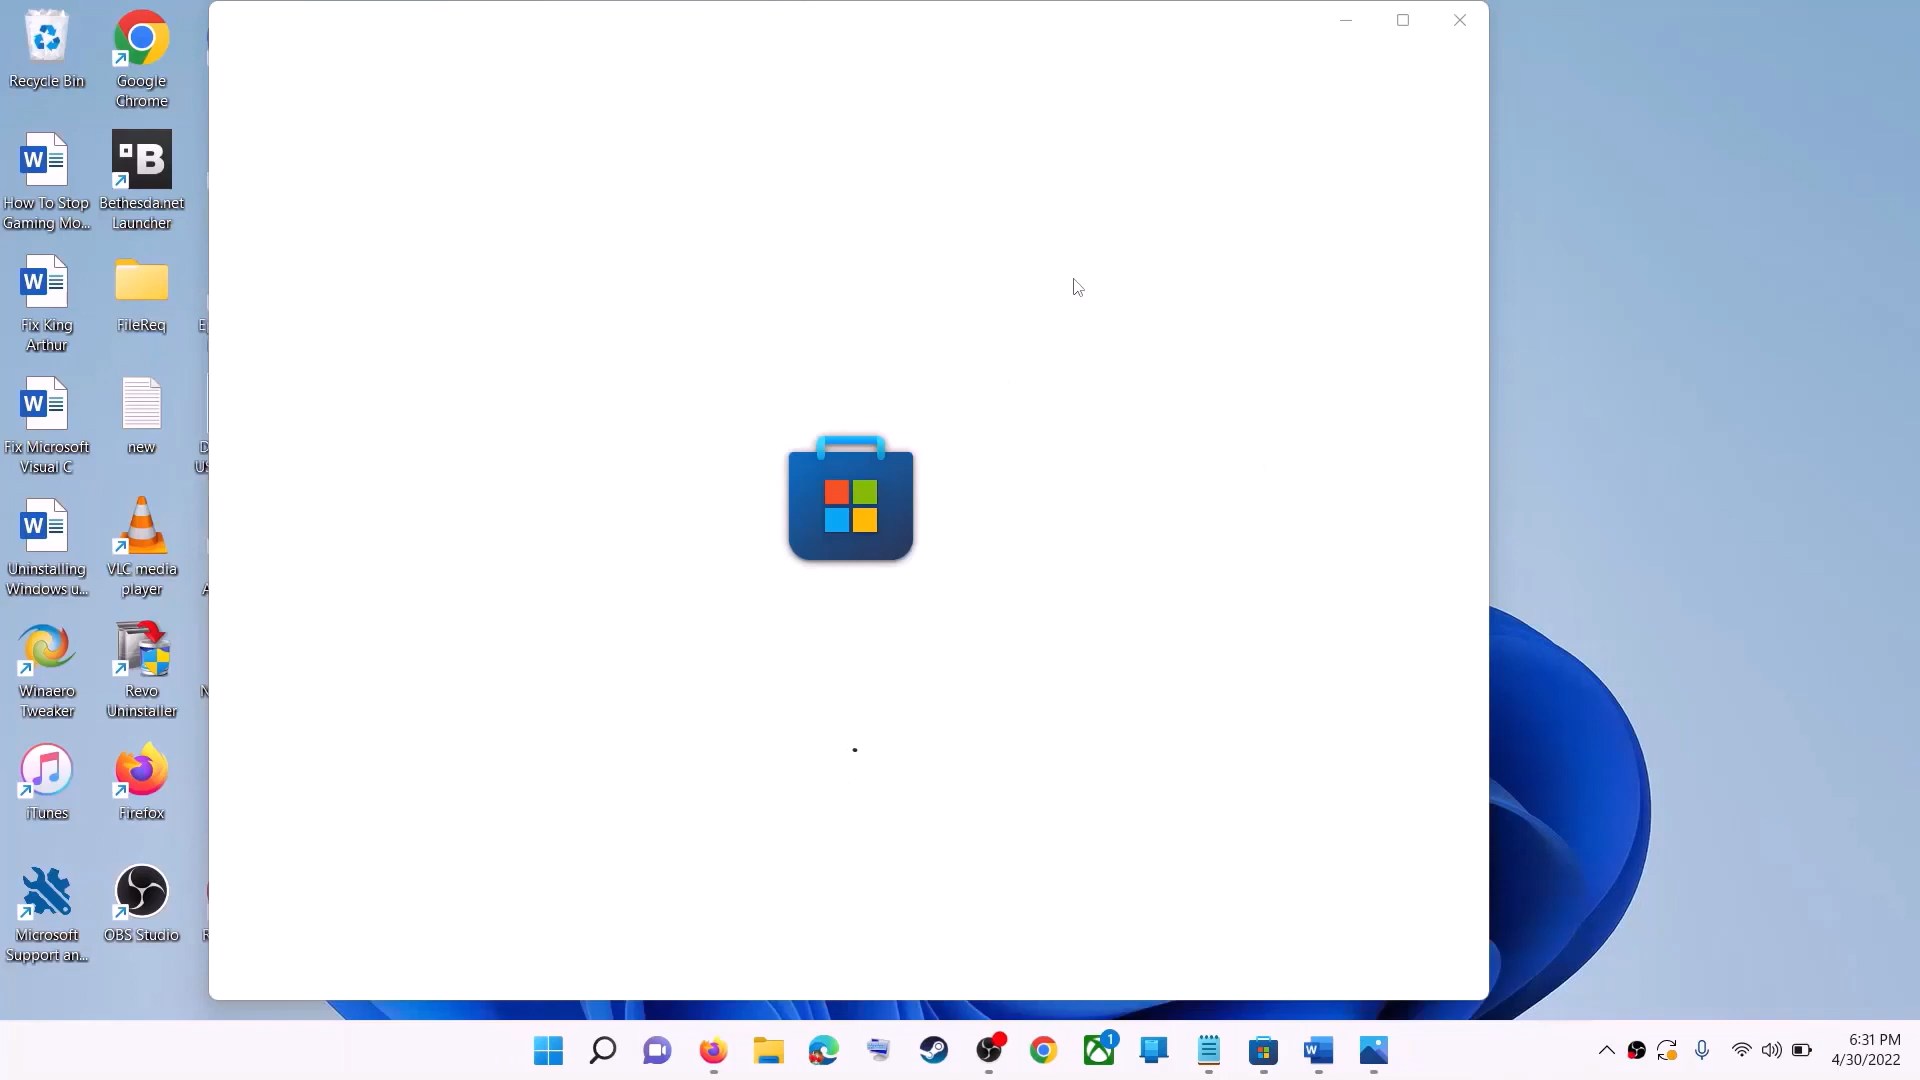 Recycle Bin
Google
Chrome
How To Stop
Gaming Mo...
Bethesda.net
Launcher
Fix King
Arthur
FileReq
Fix Microsoft
Visual C
new
Uninstalling
Windows u...
VLC media
player
Winaero
Tweaker
Revo
Uninstaller
iTunes
Firefox
Microsoft
Support an...
OBS Studio
6:31 PM
4/30/2022